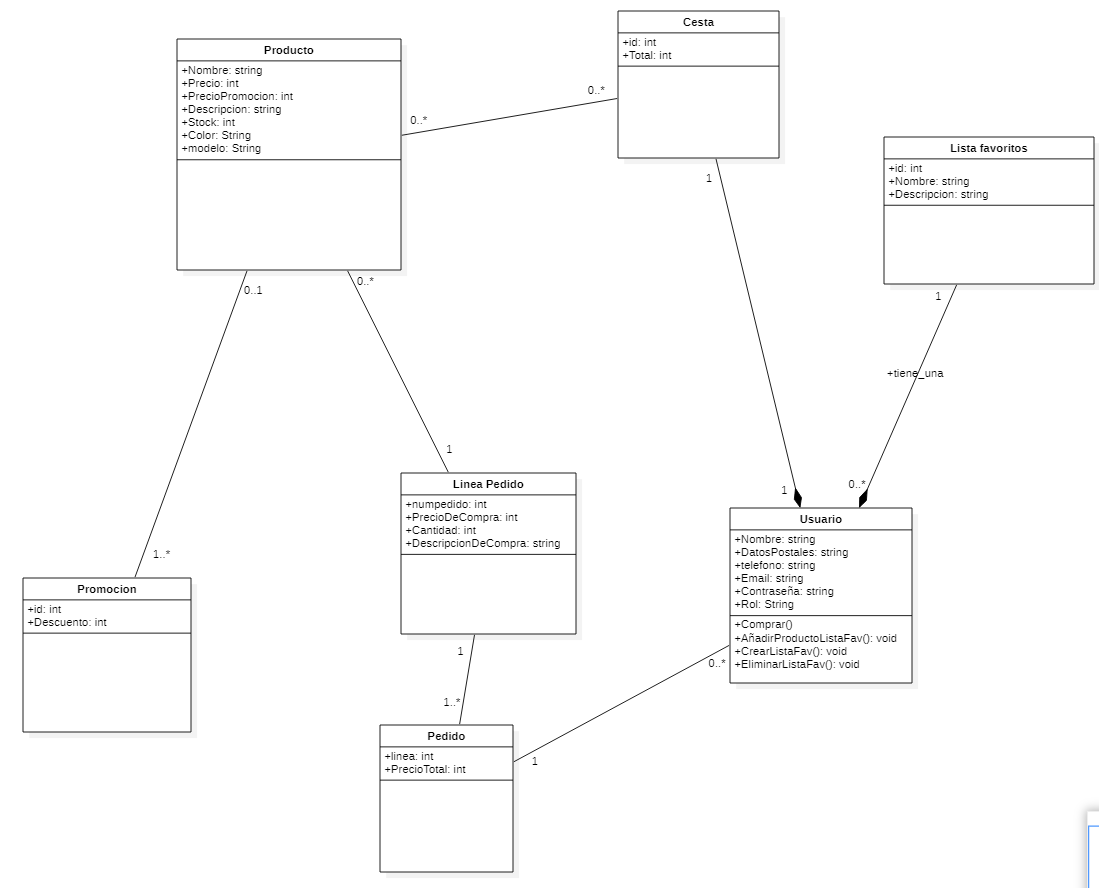 Cesta
+id: int
+Total: int
Producto
+Nombre: string
+Precio: int
+PrecioPromocion: int
+Descripcion: string
+Stock: int
+Color: String
+modelo: String
0..*
0..*
Lista favoritos
+id: int
+Nombre: string
+Descripcion: string
1
0..1
0..*
1
+tiene_una
1
1
0..*
Linea Pedido
+numpedido: int
+PrecioDeCompra: int
+Cantidad: int
+DescripcionDeCompra: string
Usuario
+Nombre: string
+DatosPostales: string
+telefono: string
+Email: string
+Contraseña: string
+Rol: String
+Comprar()
+AñadirProductoListaFav(): void
+CrearListaFav(): void
+EliminarListaFav(): void
1..*
Promocion
+id: int
+Descuento: int
1
0..*
1..*
Pedido
+linea: int
+PrecioTotal: int
1